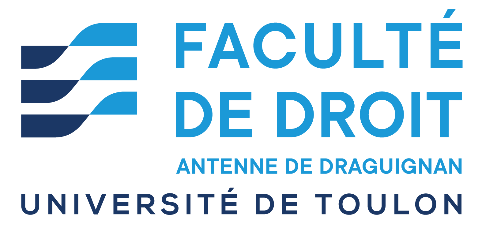 FACULTÉ
DE DROIT
ANTENNE DE DRAGUIGNAN
UNIVERSITÉ DE TOULON